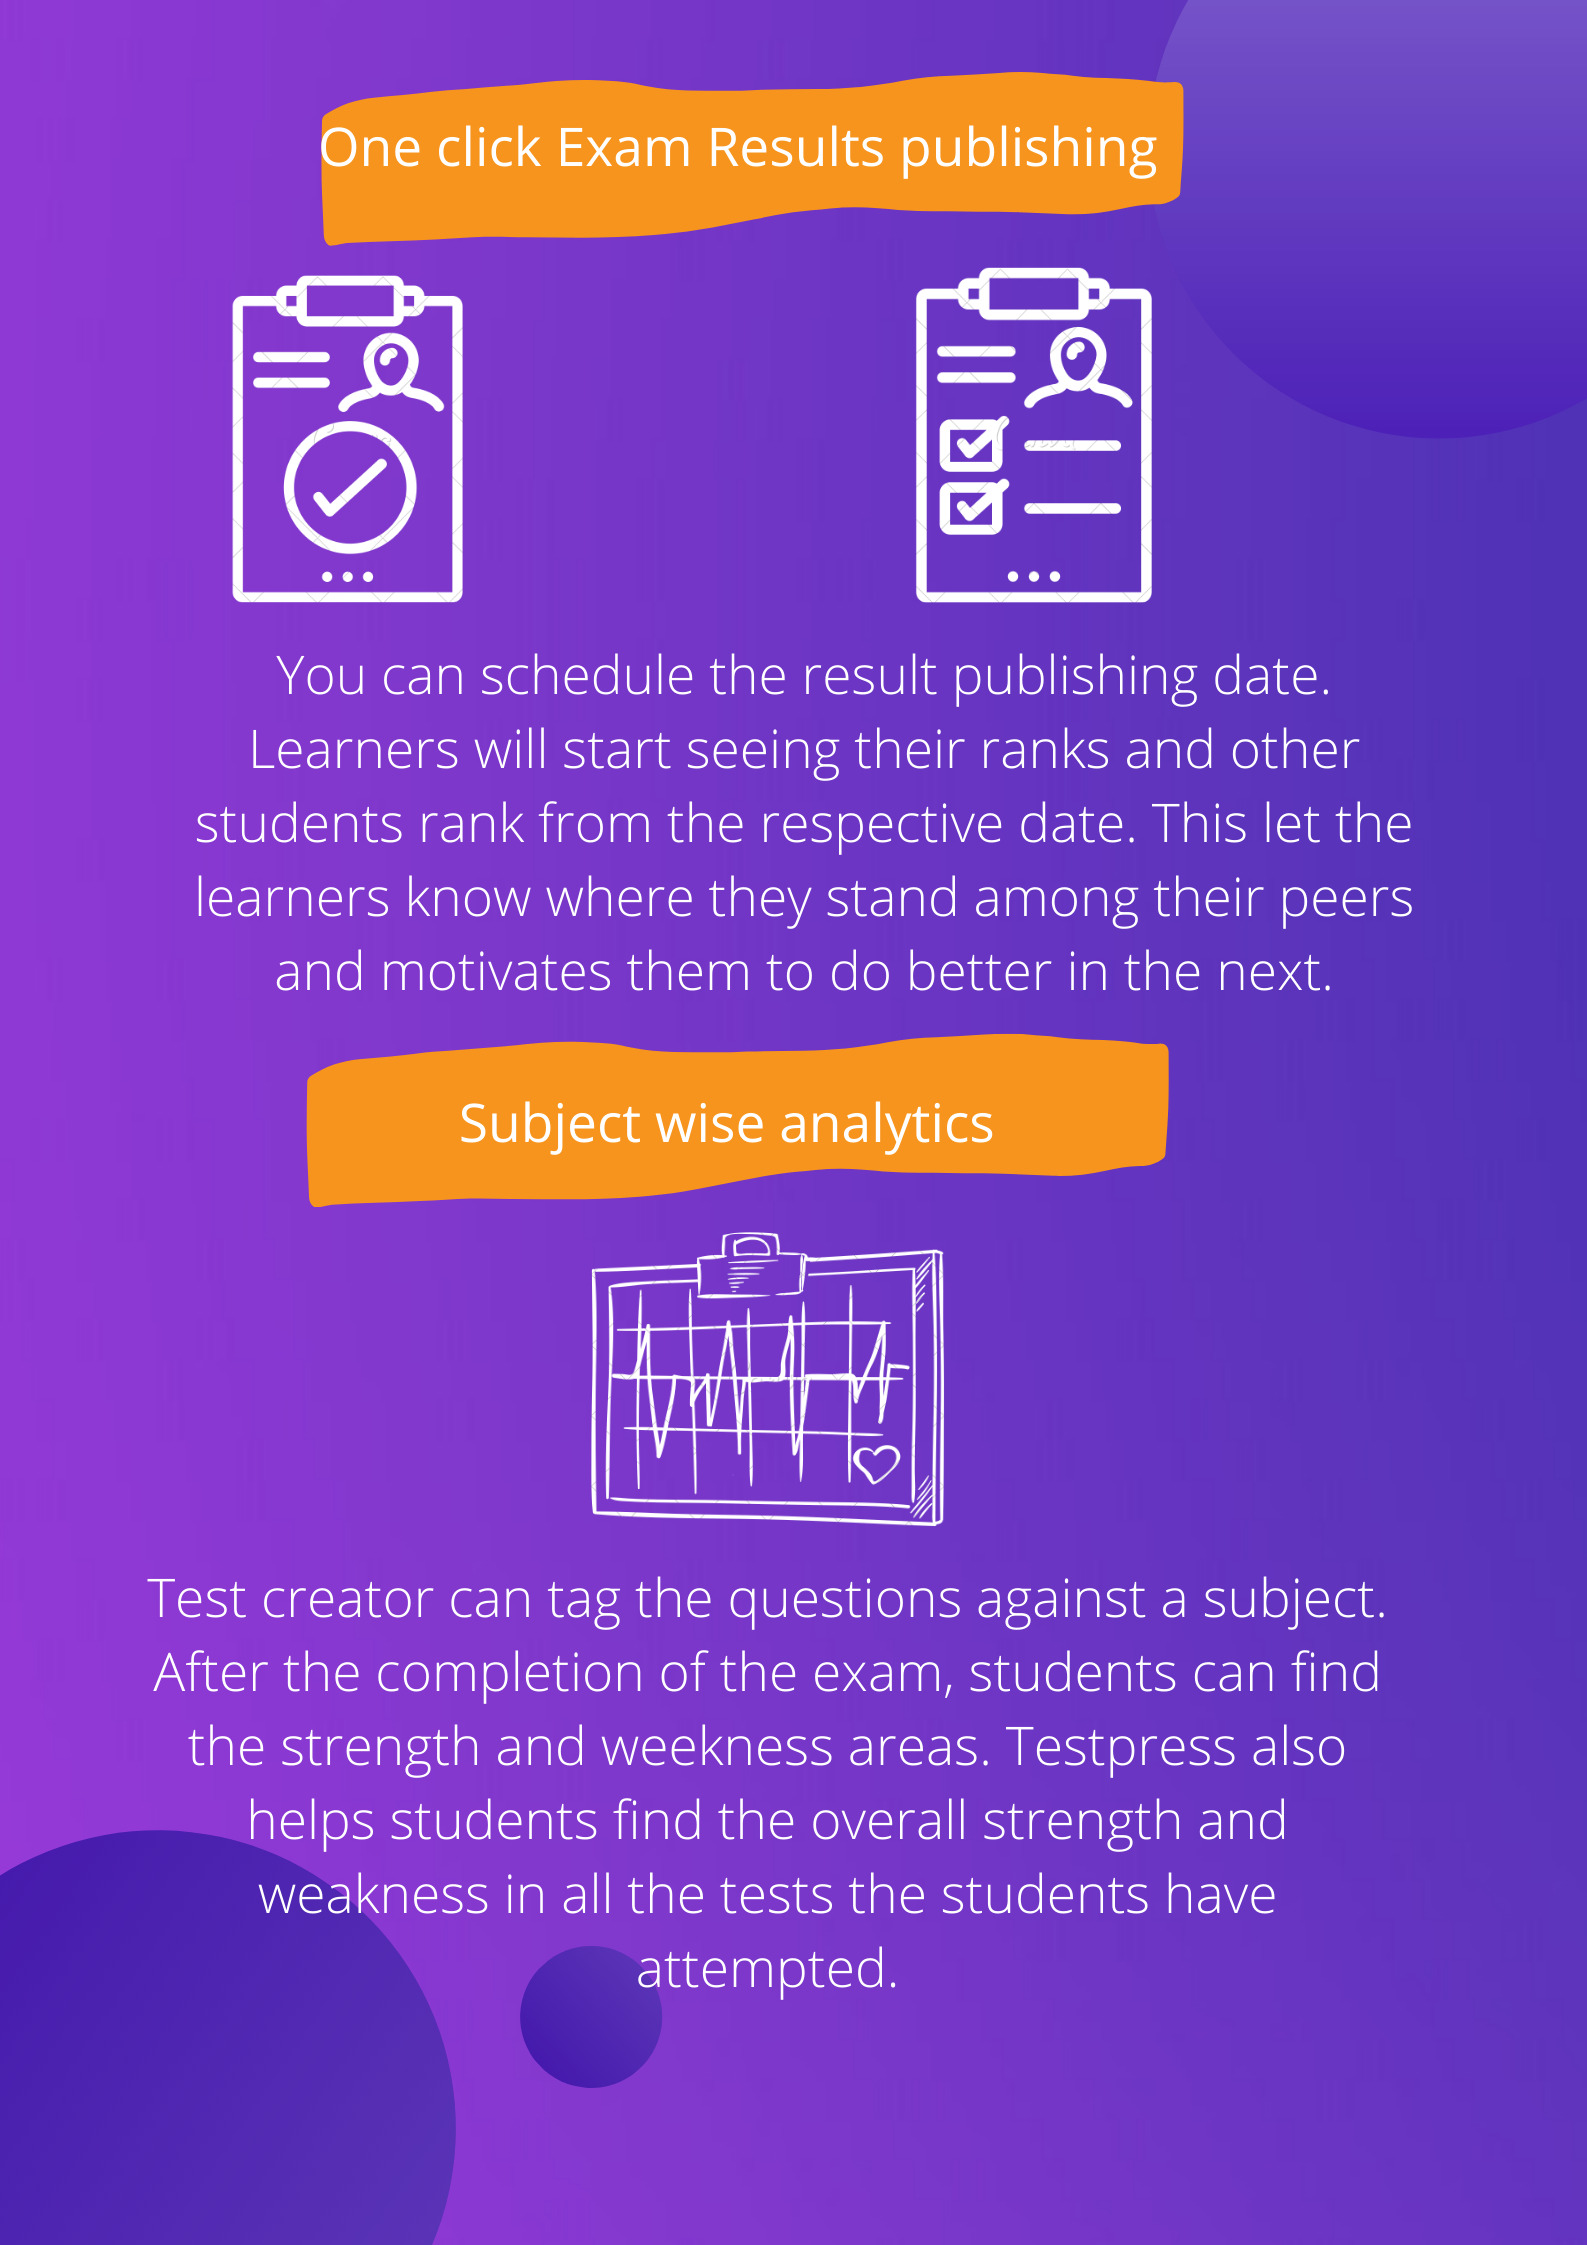 One click Exam Results publishing
You can schedule the result publishing date.
Learners will start seeing their ranks and other
students rank from the respective date. This let the
learners know where they stand among their peers
and motivates them to do better in the next.
Subject wise analytics
Test creator can tag the questions against a subject.
After the completion of the exam, students can find
the strength and weekness areas. Testpress also
helps students find the overall strength and
weakness in all the tests the students have
attempted.